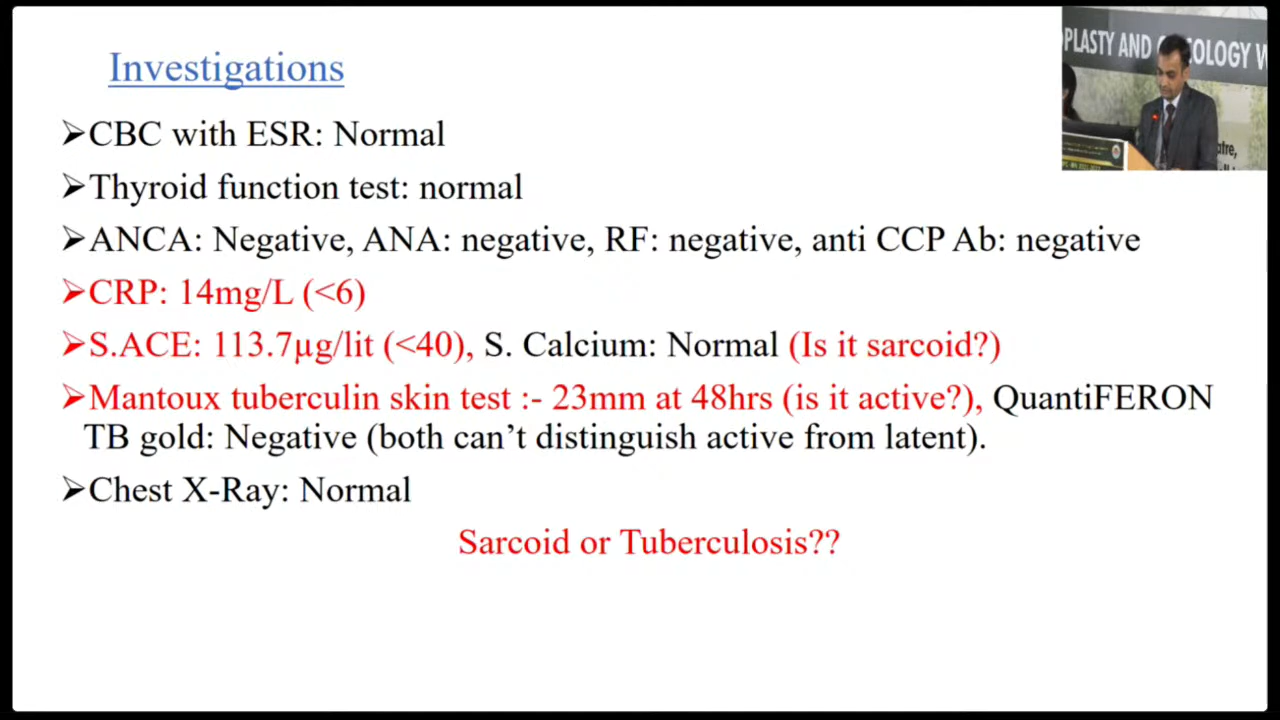 Investigations
➢CBC with ESR: Normal
➢Thyroid function test: normal
➢ANCA: Negative, ANA: negative, RF: negative, anti CCP Ab: negative
➢CRP: 14mg/L (<6)
➢S.ACE: 113.7µg/lit (<40), S. Calcium: Normal (Is it sarcoid?)
➢Mantoux tuberculin skin test :- 23mm at 48hrs (is it active?), QuantiFERON
TB gold: Negative (both can’t distinguish active from latent).
➢Chest X-Ray: Normal
Sarcoid or Tuberculosis??
PLASTY AND